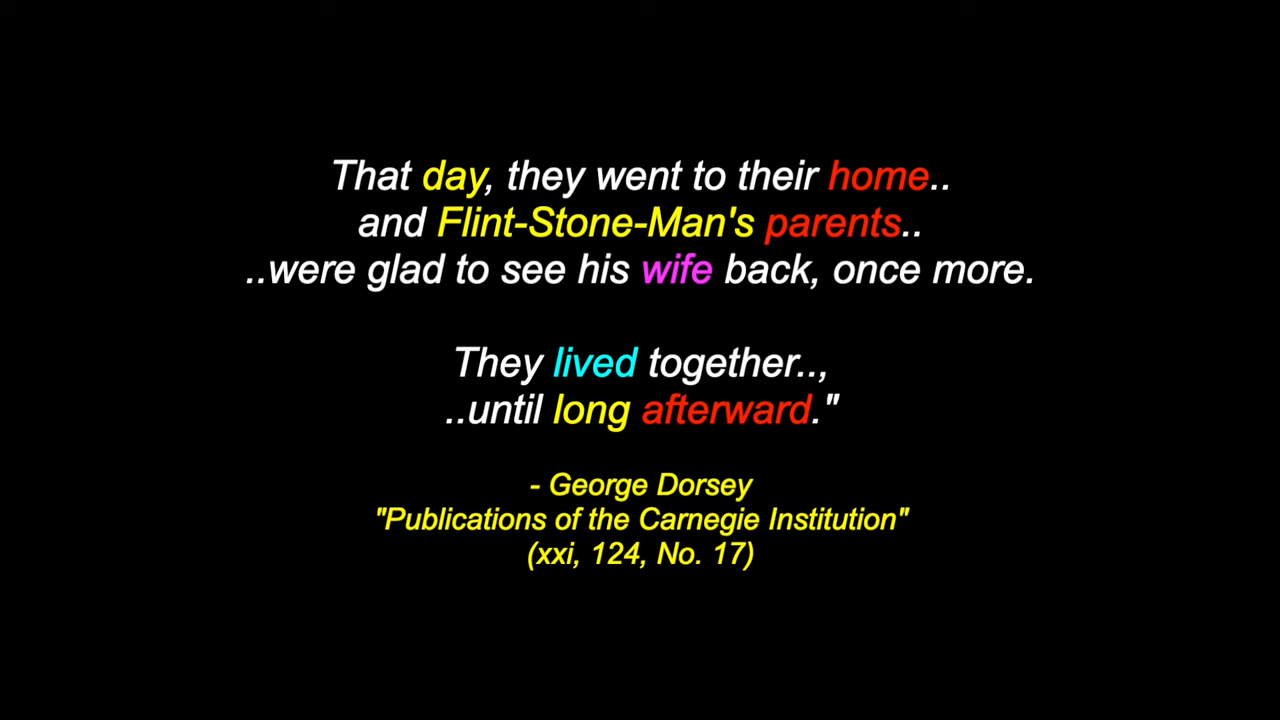 That day, they went to their home..
and Flint-Stone-Man's parents..
..were glad to see his wife back, once more.
They lived together..,
..until long afterward."
- George Dorsey
"Publications of the Carnegie Institution"
(xxi, 124, No. 17)